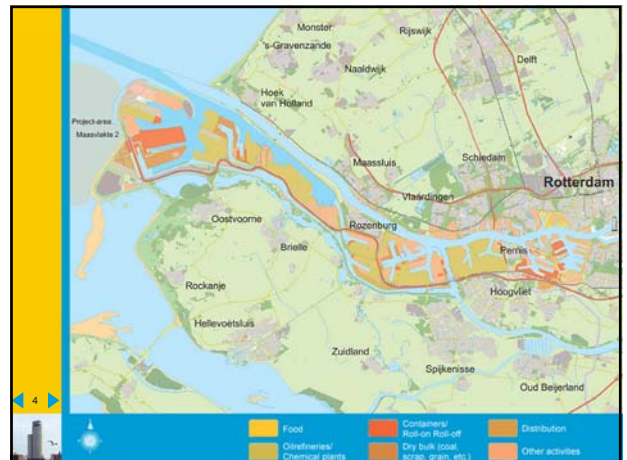 Monster
Rijswijk
's-Gravenzande
Delft
Naaldwijk
Hoek
van Holland
Project-area
Maasvlakte 2
Maassluis
Schiedam
Rotterdam
Vlaardingen
Oostvoorne
Rozenburg
Brielle
Pernis
Rockanje
Hoogvliet
Hellevoetsluis
Zuidland
Spijkenisse
Oud Beijerland
4
Food
Containers/
Roll-on Roll-off
Distribution
Oilrefineries/
Chemical plants
Dry bulk (coal,
scrap, grain, etc.)
Other activities